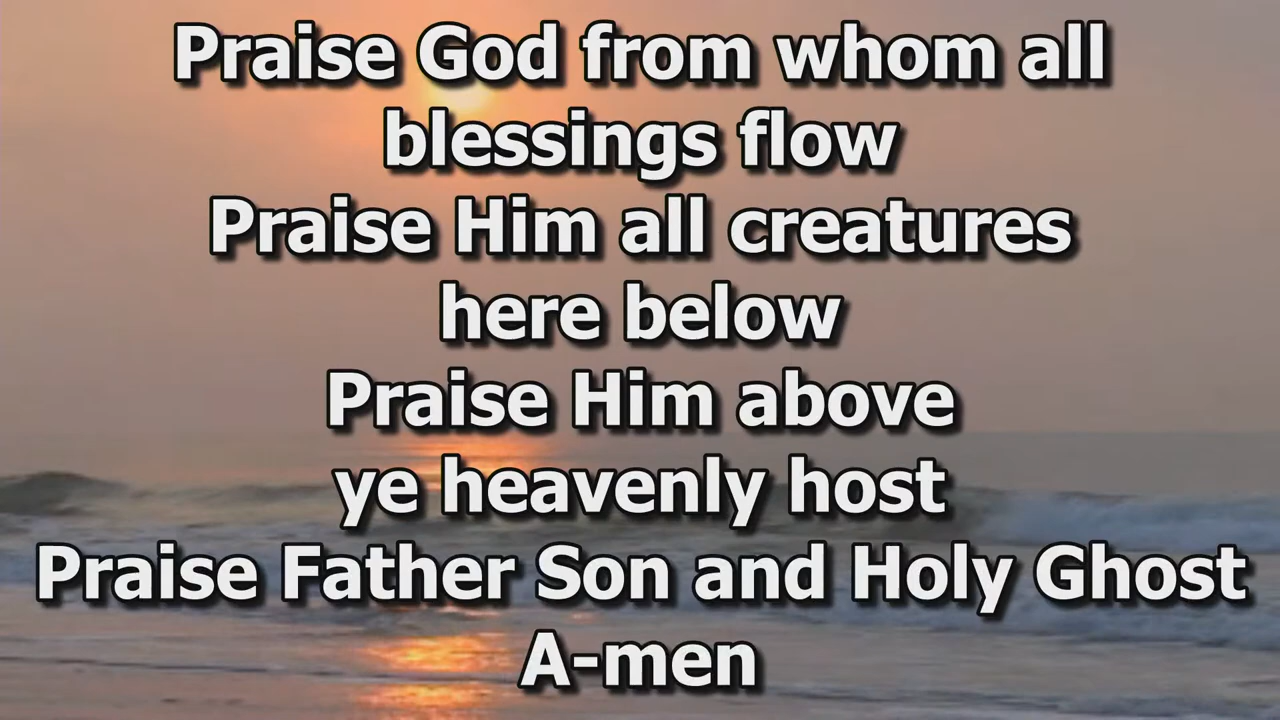 Praise God from whom all
blessings flow
Praise Him all creatures
here below
Praise Him above
ye heavenly host
Praise Father Son and Holy Ghost
A-men